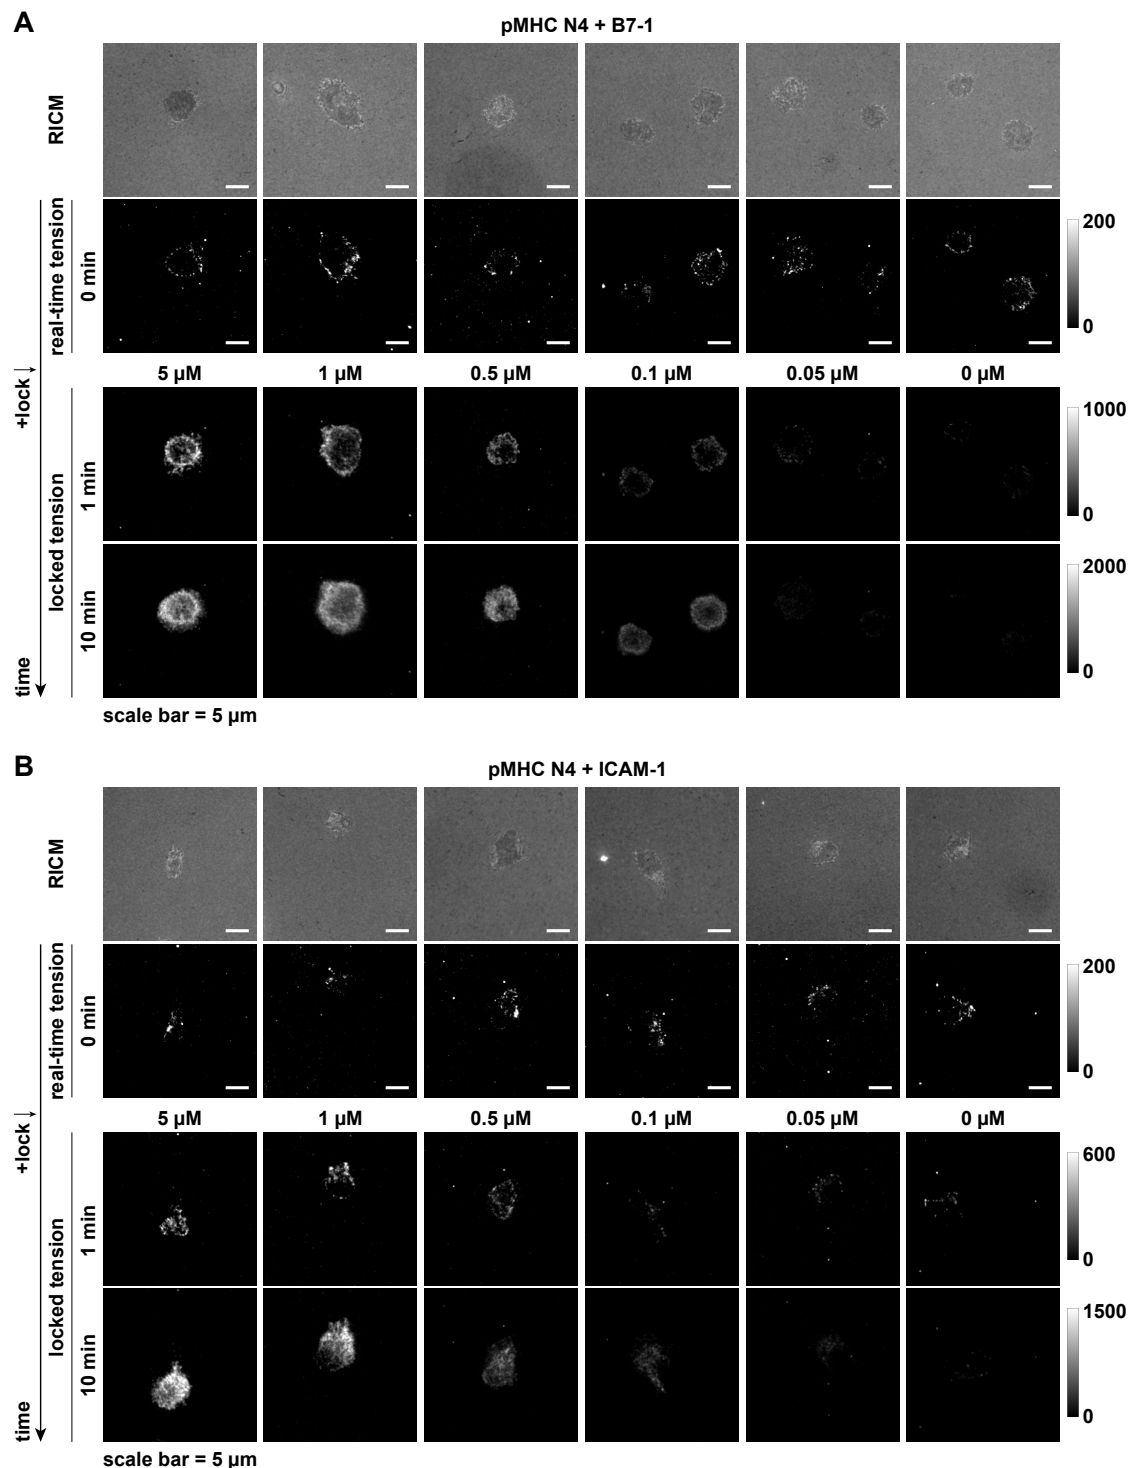 A
pMHC N4 + B7-1
RICM
real-time tension
0 min
200
0
+lock
5 µM
1 µM
0.5 µM
0.1 µM
0.05 µM
0 µM
locked tension
1 min
1000
0
10 min
2000
0
time
scale bar = 5 µm
B
pMHC N4 + ICAM-1
RICM
real-time tension
0 min
200
0
+lock
5 µM
1 µM
0.5 µM
0.1 µM
0.05 µM
0 µM
locked tension
1 min
600
0
10 min
1500
0
time
scale bar = 5 µm